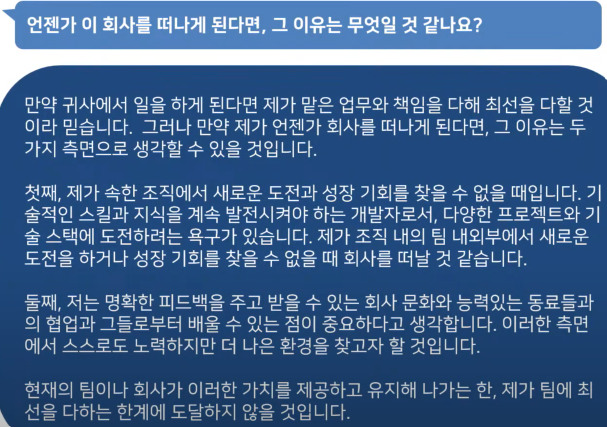 언젠가 이 회사를 떠나게 된다면, 그 이유는 무엇일 것 같나요?
만약 귀사에서 일을 하게 된다면 제가 맡은 업무와 책임을 다해 최선을 다할 것
이라 믿습니다. 그러나 만약 제가 언젠가 회사를 떠나게 된다면, 그 이유는 두
가지 측면으로 생각할 수 있을 것입니다.
첫째, 제가 속한 조직에서 새로운 도전과 성장 기회를 찾을 수 없을 때입니다. 기
술적인 스킬과 지식을 계속 발전시켜야 하는 개발자로서, 다양한 프로젝트와 기
술 스택에 도전하려는 욕구가 있습니다. 제가 조직 내의 팀 내외부에서 새로운
도전을 하거나 성장 기회를 찾을 수 없을 때 회사를 떠날 것 같습니다.
둘째, 저는 명확한 피드백을 주고 받을 수 있는 회사 문화와 능력있는 동료들과
의 협업과 그들로부터 배울 수 있는 점이 중요하다고 생각합니다. 이러한 측면
에서 스스로도 노력하지만 더 나은 환경을 찾고자 할 것입니다.
현재의 팀이나 회사가 이러한 가치를 제공하고 유지해 나가는 한, 제가 팀에 최
선을 다하는 한계에 도달하지 않을 것입니다.